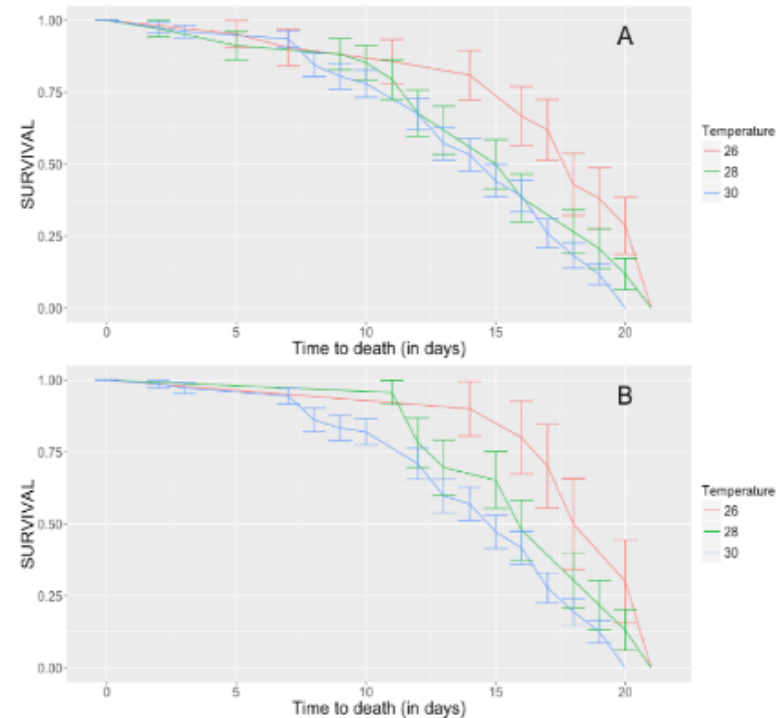 A
1.00
0.75
0.50
0.25
0.00
SURVIVAL
0 5 10 15 20
Time to death (in days)
Temperature
26
28
30
B
1.00
0.75
0.50
0.25
0.00
SURVIVAL
0 5 10 15 20
Time to death (in days)
Temperature
26
28
30